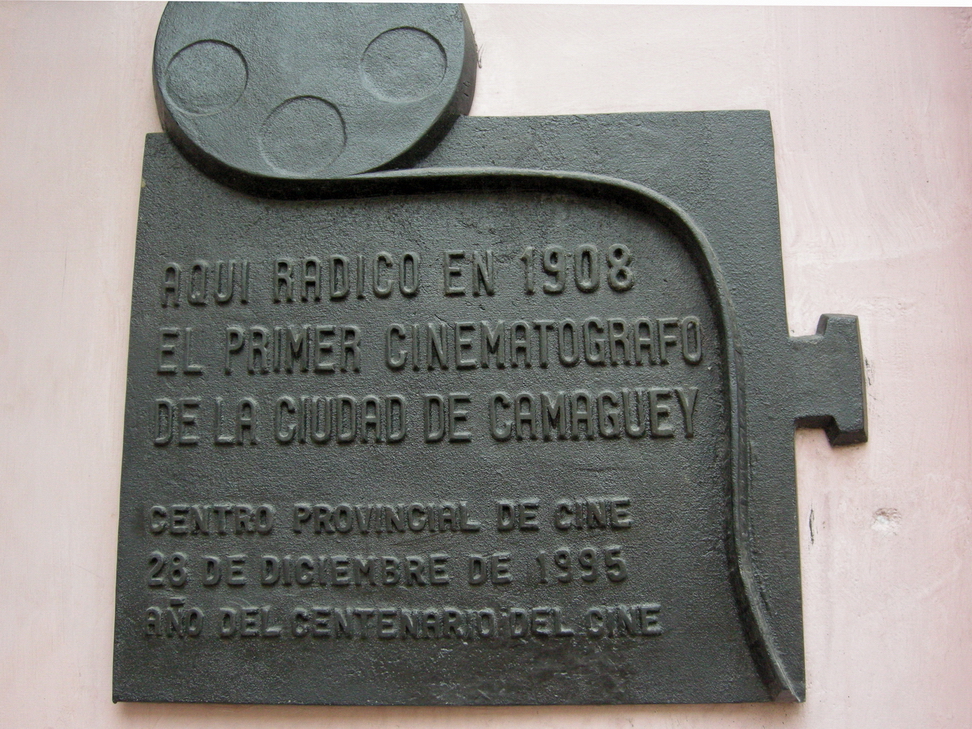 AQUI RADICO EN 1908
EL PRIMER CINEMATOGRAFO
DE LA CIUDAD DE CAMAGUEY
CENTRO PROVINCIAL DE CINE
28 DE DICIEMBRE DE 1995
AÑO DEL CENTENARIO DEL CINE